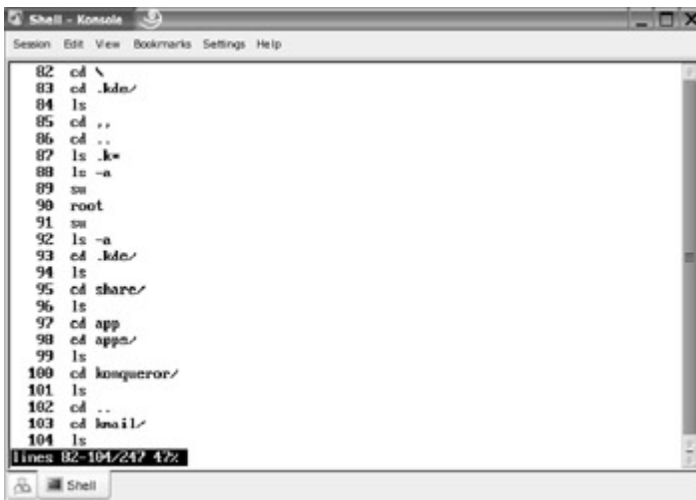 Shell - Konsole
Session Edit View Bookmarks Settings Help
82 cd \
83 cd .kde/
84 ls
85 cd ,,
86 cd ..
87 ls .k*
88 ls -a
89 su
90 root
91 su
92 ls -a
93 cd .kde/
94 ls
95 cd share/
96 ls
97 cd app
98 cd apps/
99 ls
100 cd konqueror/
101 ls
102 cd ..
103 cd kmail/
104 ls
lines 82-104/247 47%
Shell